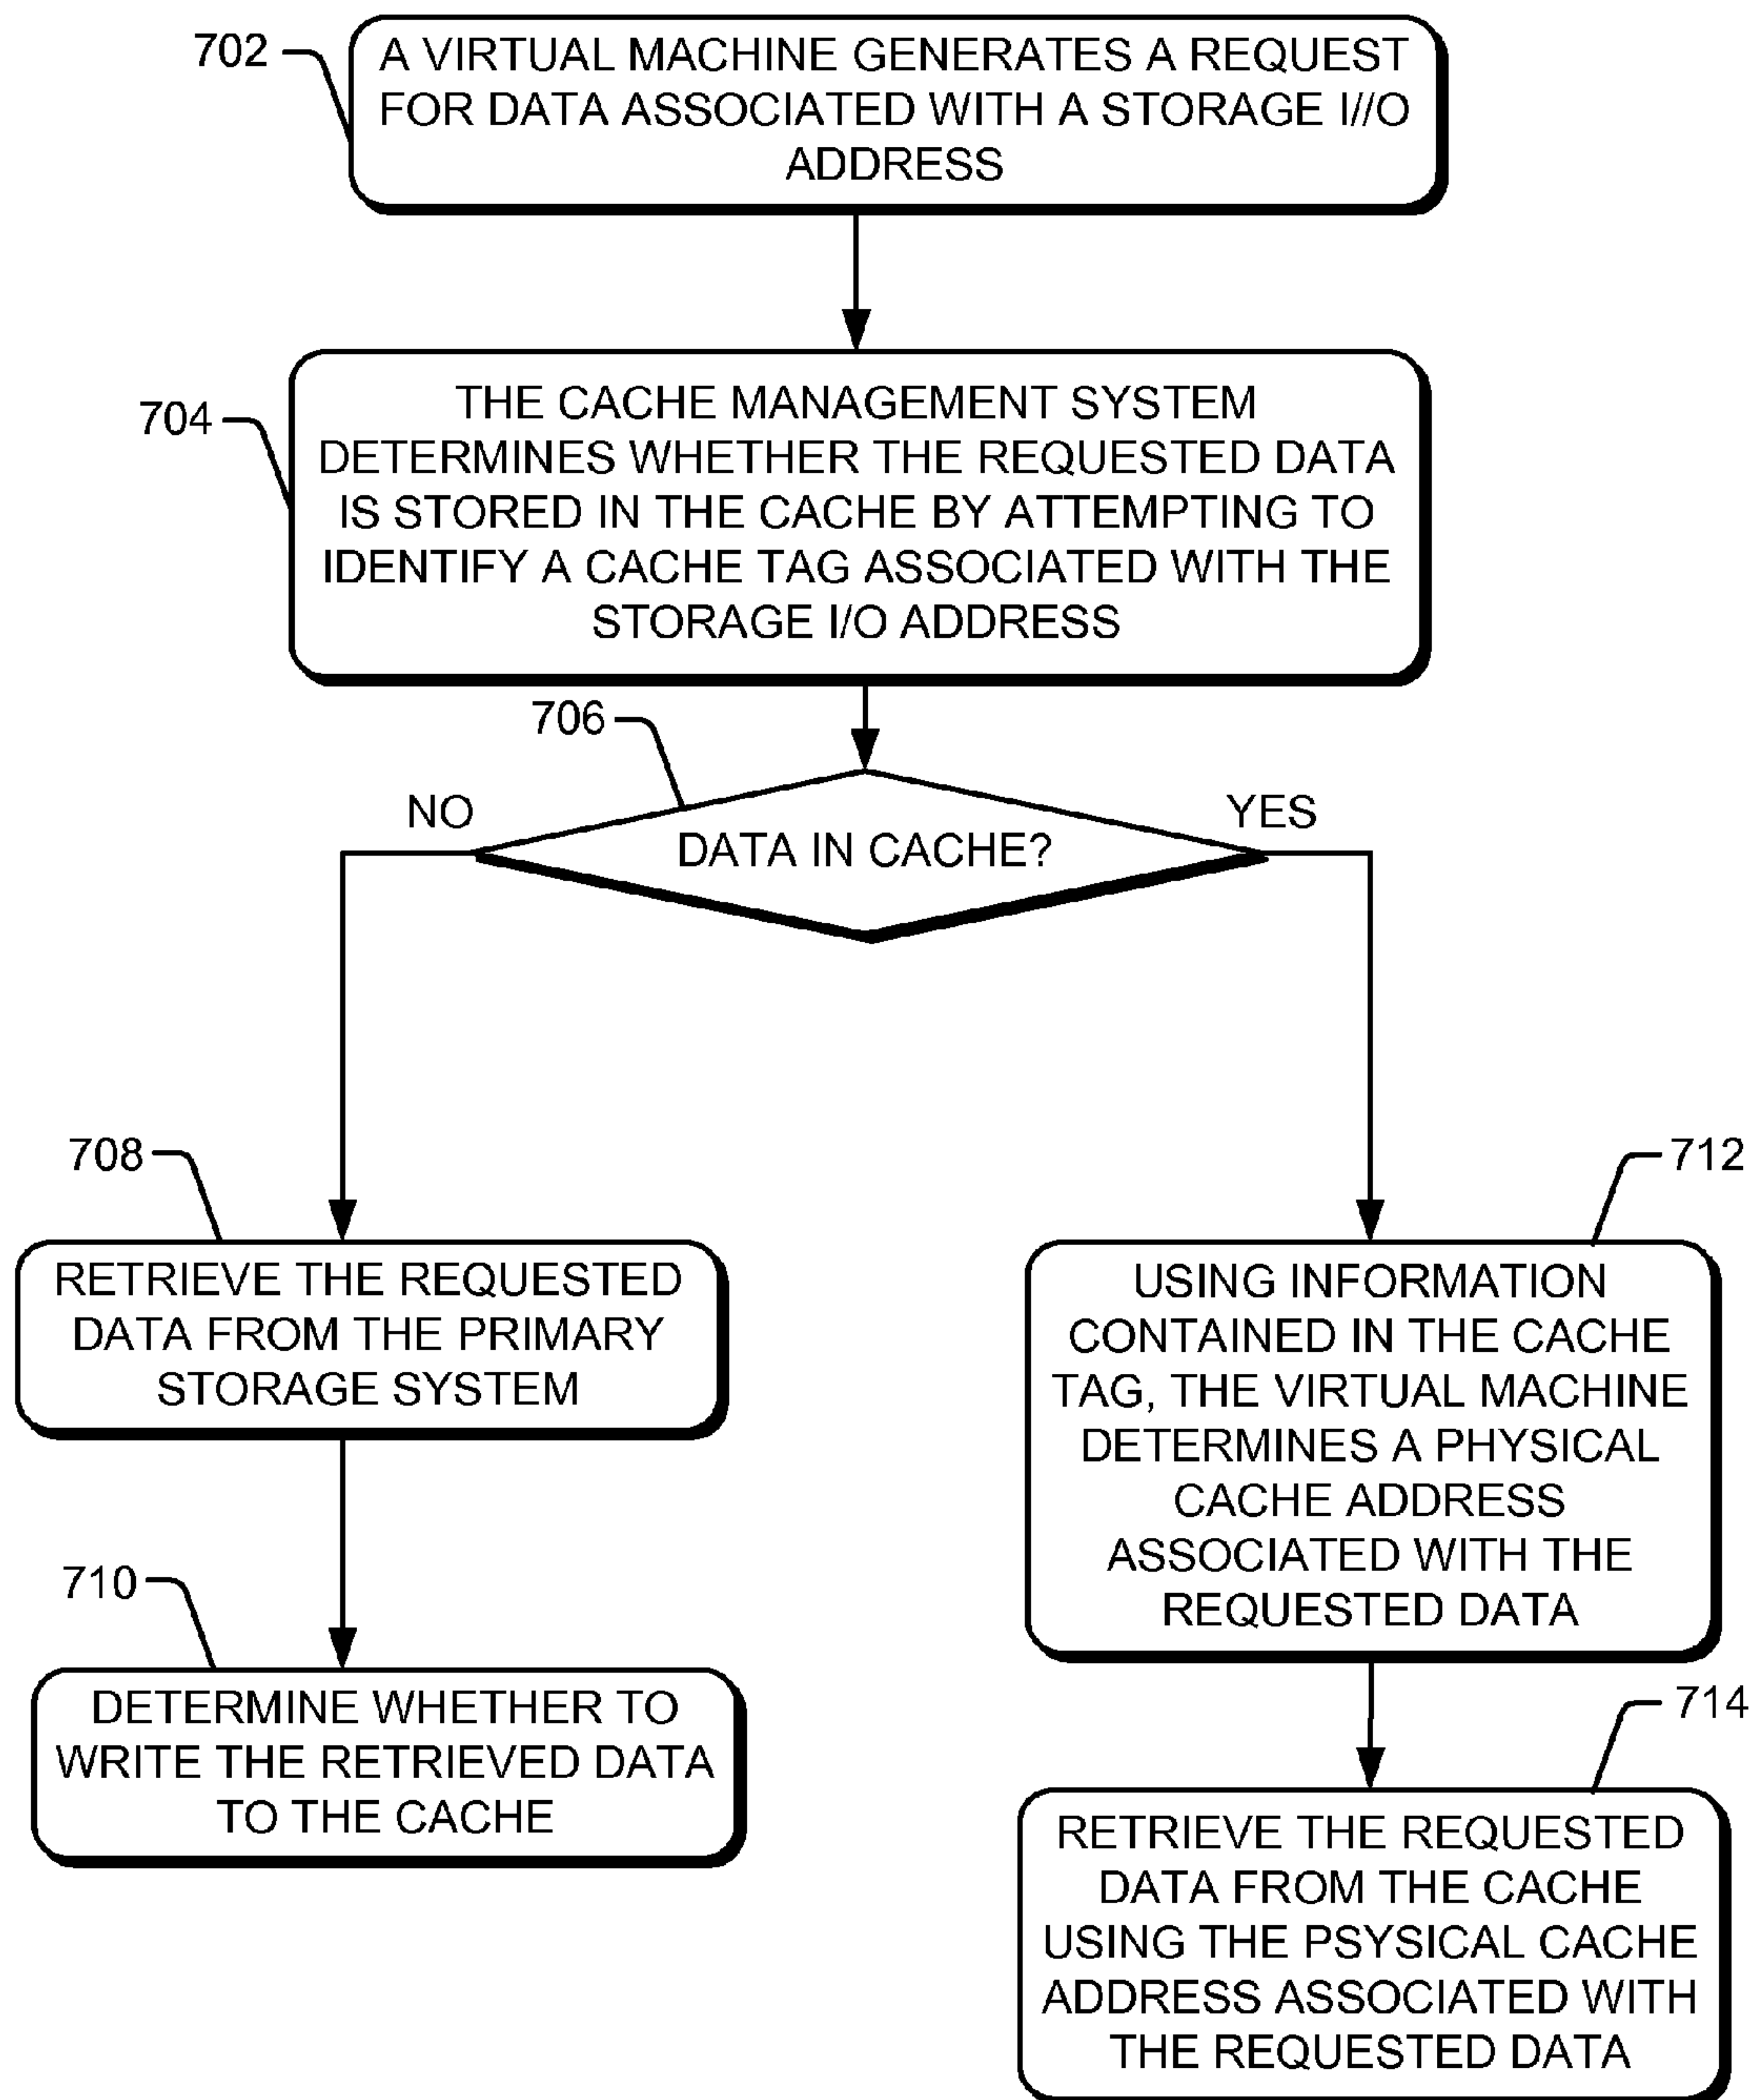 702
A VIRTUAL MACHINE GENERATES A REQUEST
FOR DATA ASSOCIATED WITH A STORAGE I//O
ADDRESS
704
THE CACHE MANAGEMENT SYSTEM
DETERMINES WHETHER THE REQUESTED DATA
IS STORED IN THE CACHE BY ATTEMPTING TO
IDENTIFY A CACHE TAG ASSOCIATED WITH THE
STORAGE I/O ADDRESS
706
NO
YES
DATA IN CACHE?
708
RETRIEVE THE REQUESTED
DATA FROM THE PRIMARY
STORAGE SYSTEM
710
DETERMINE WHETHER TO
WRITE THE RETRIEVED DATA
TO THE CACHE
712
USING INFORMATION
CONTAINED IN THE CACHE
TAG, THE VIRTUAL MACHINE
DETERMINES A PHYSICAL
CACHE ADDRESS
ASSOCIATED WITH THE
REQUESTED DATA
714
RETRIEVE THE REQUESTED
DATA FROM THE CACHE
USING THE PSYSICAL CACHE
ADDRESS ASSOCIATED WITH
THE REQUESTED DATA